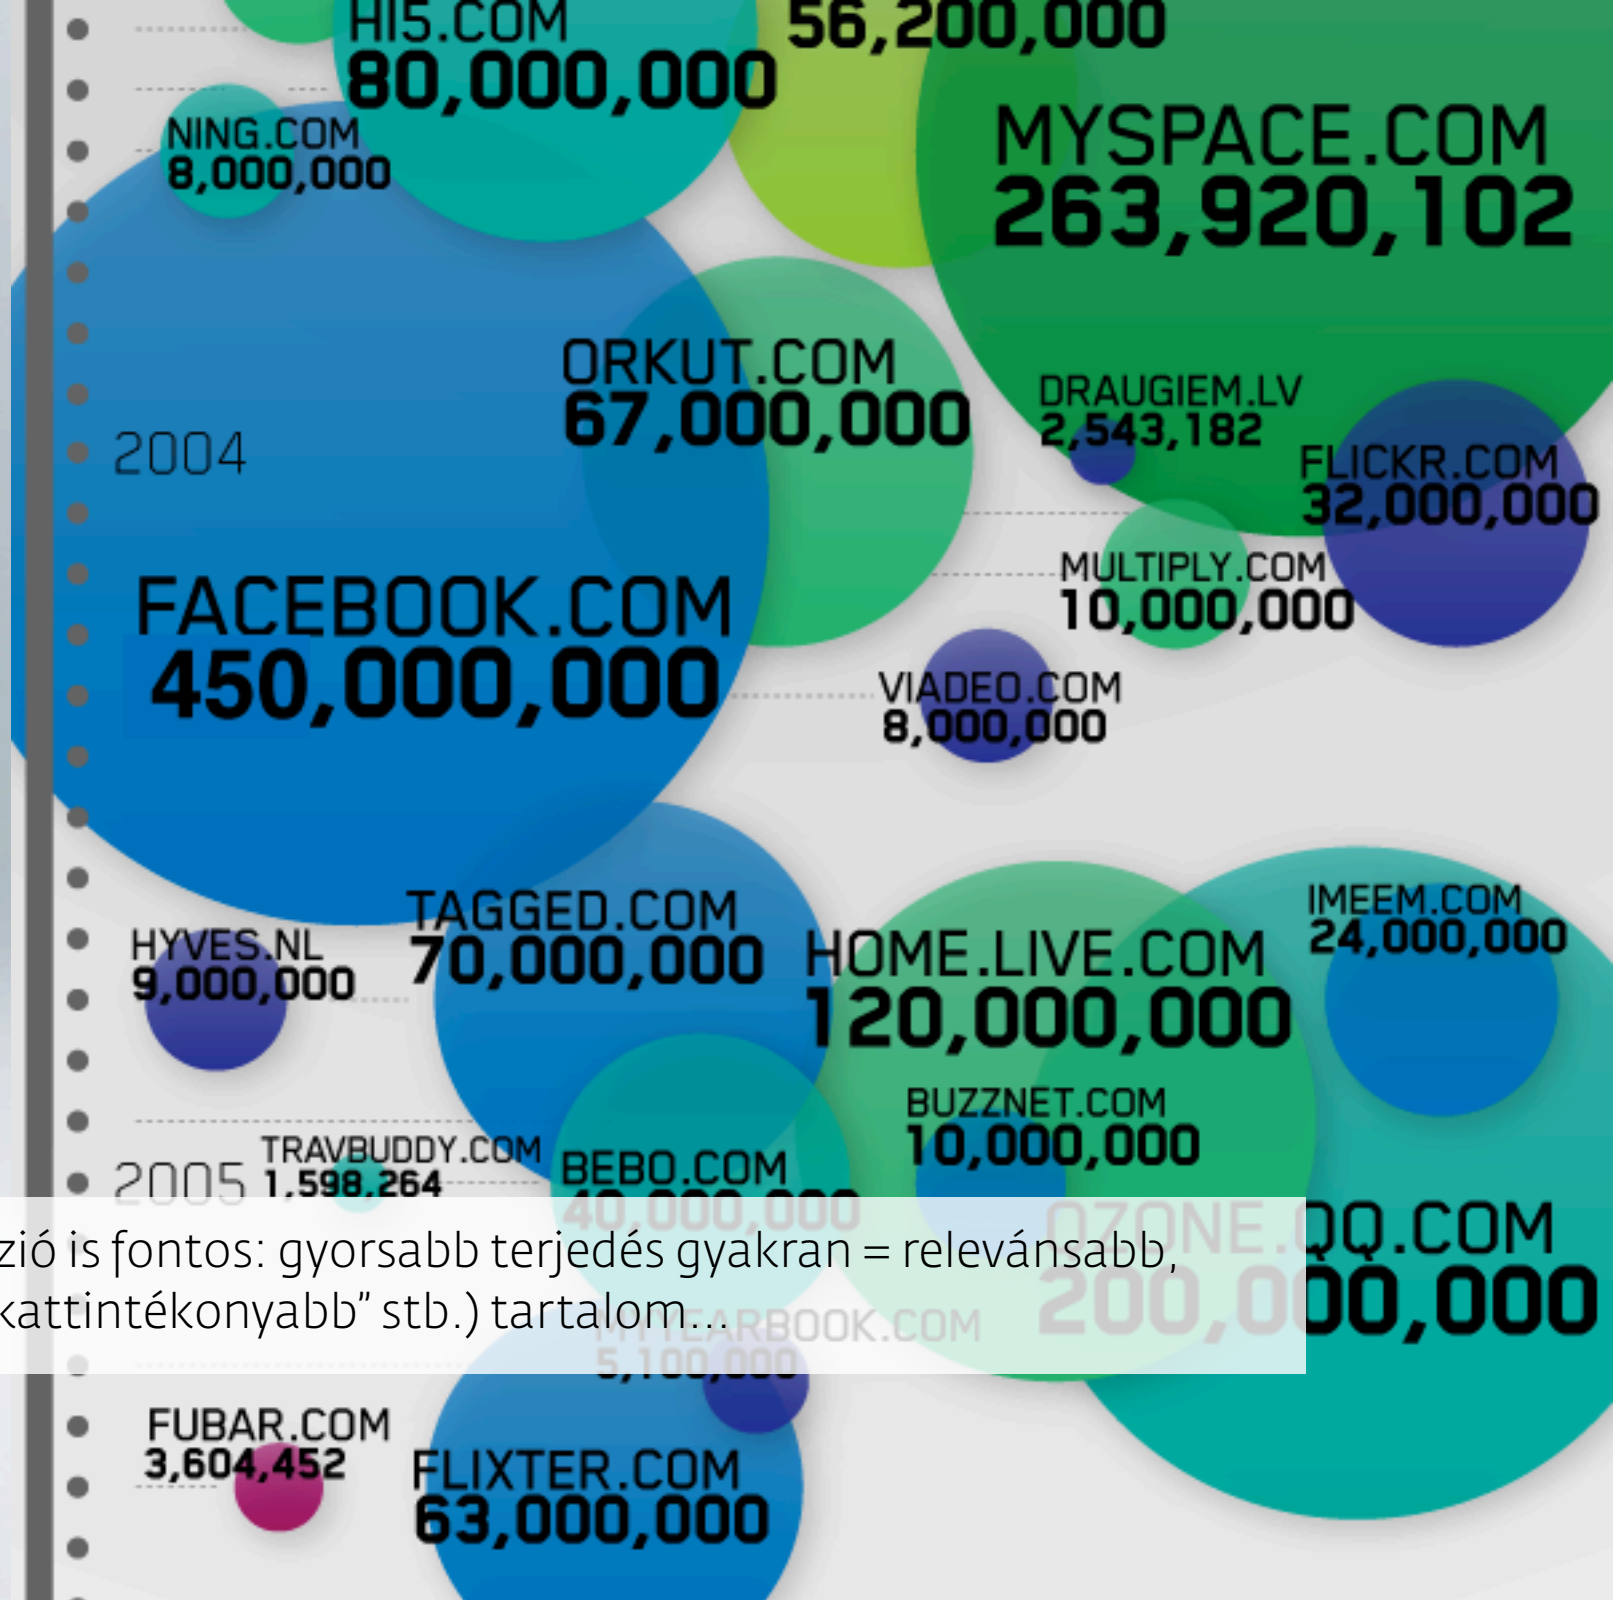 HI5.COM
80,000,000
56,200,000
NING.COM
8,000,000
MYSPACE.COM
263,920,102
ORKUT.COM
67,000,000
DRAUGIEM.LV
2,543,182
2004
FLICKR.COM
32,000,000
MULTIPLY.COM
10,000,000
FACEBOOK.COM
450,000,000
VIADEO.COM
8,000,000
TAGGED.COM
70,000,000
IMEEM.COM
24,000,000
HYVES.NL
9,000,000
HOME.LIVE.COM
120,000,000
BUZZNET.COM
10,000,000
2005
TRAVBUDDY.COM
1,598,264
BEBO.COM
40,000,000
QZONE.QQ.COM
200,000,000
zió is fontos: gyorsabb terjedés gyakran = relevánsabb,
kattintékonyabb” stb.) tartalom...
MYYEARBOOK.COM
5,100,000
FUBAR.COM
3,604,452
FLIXTER.COM
63,000,000